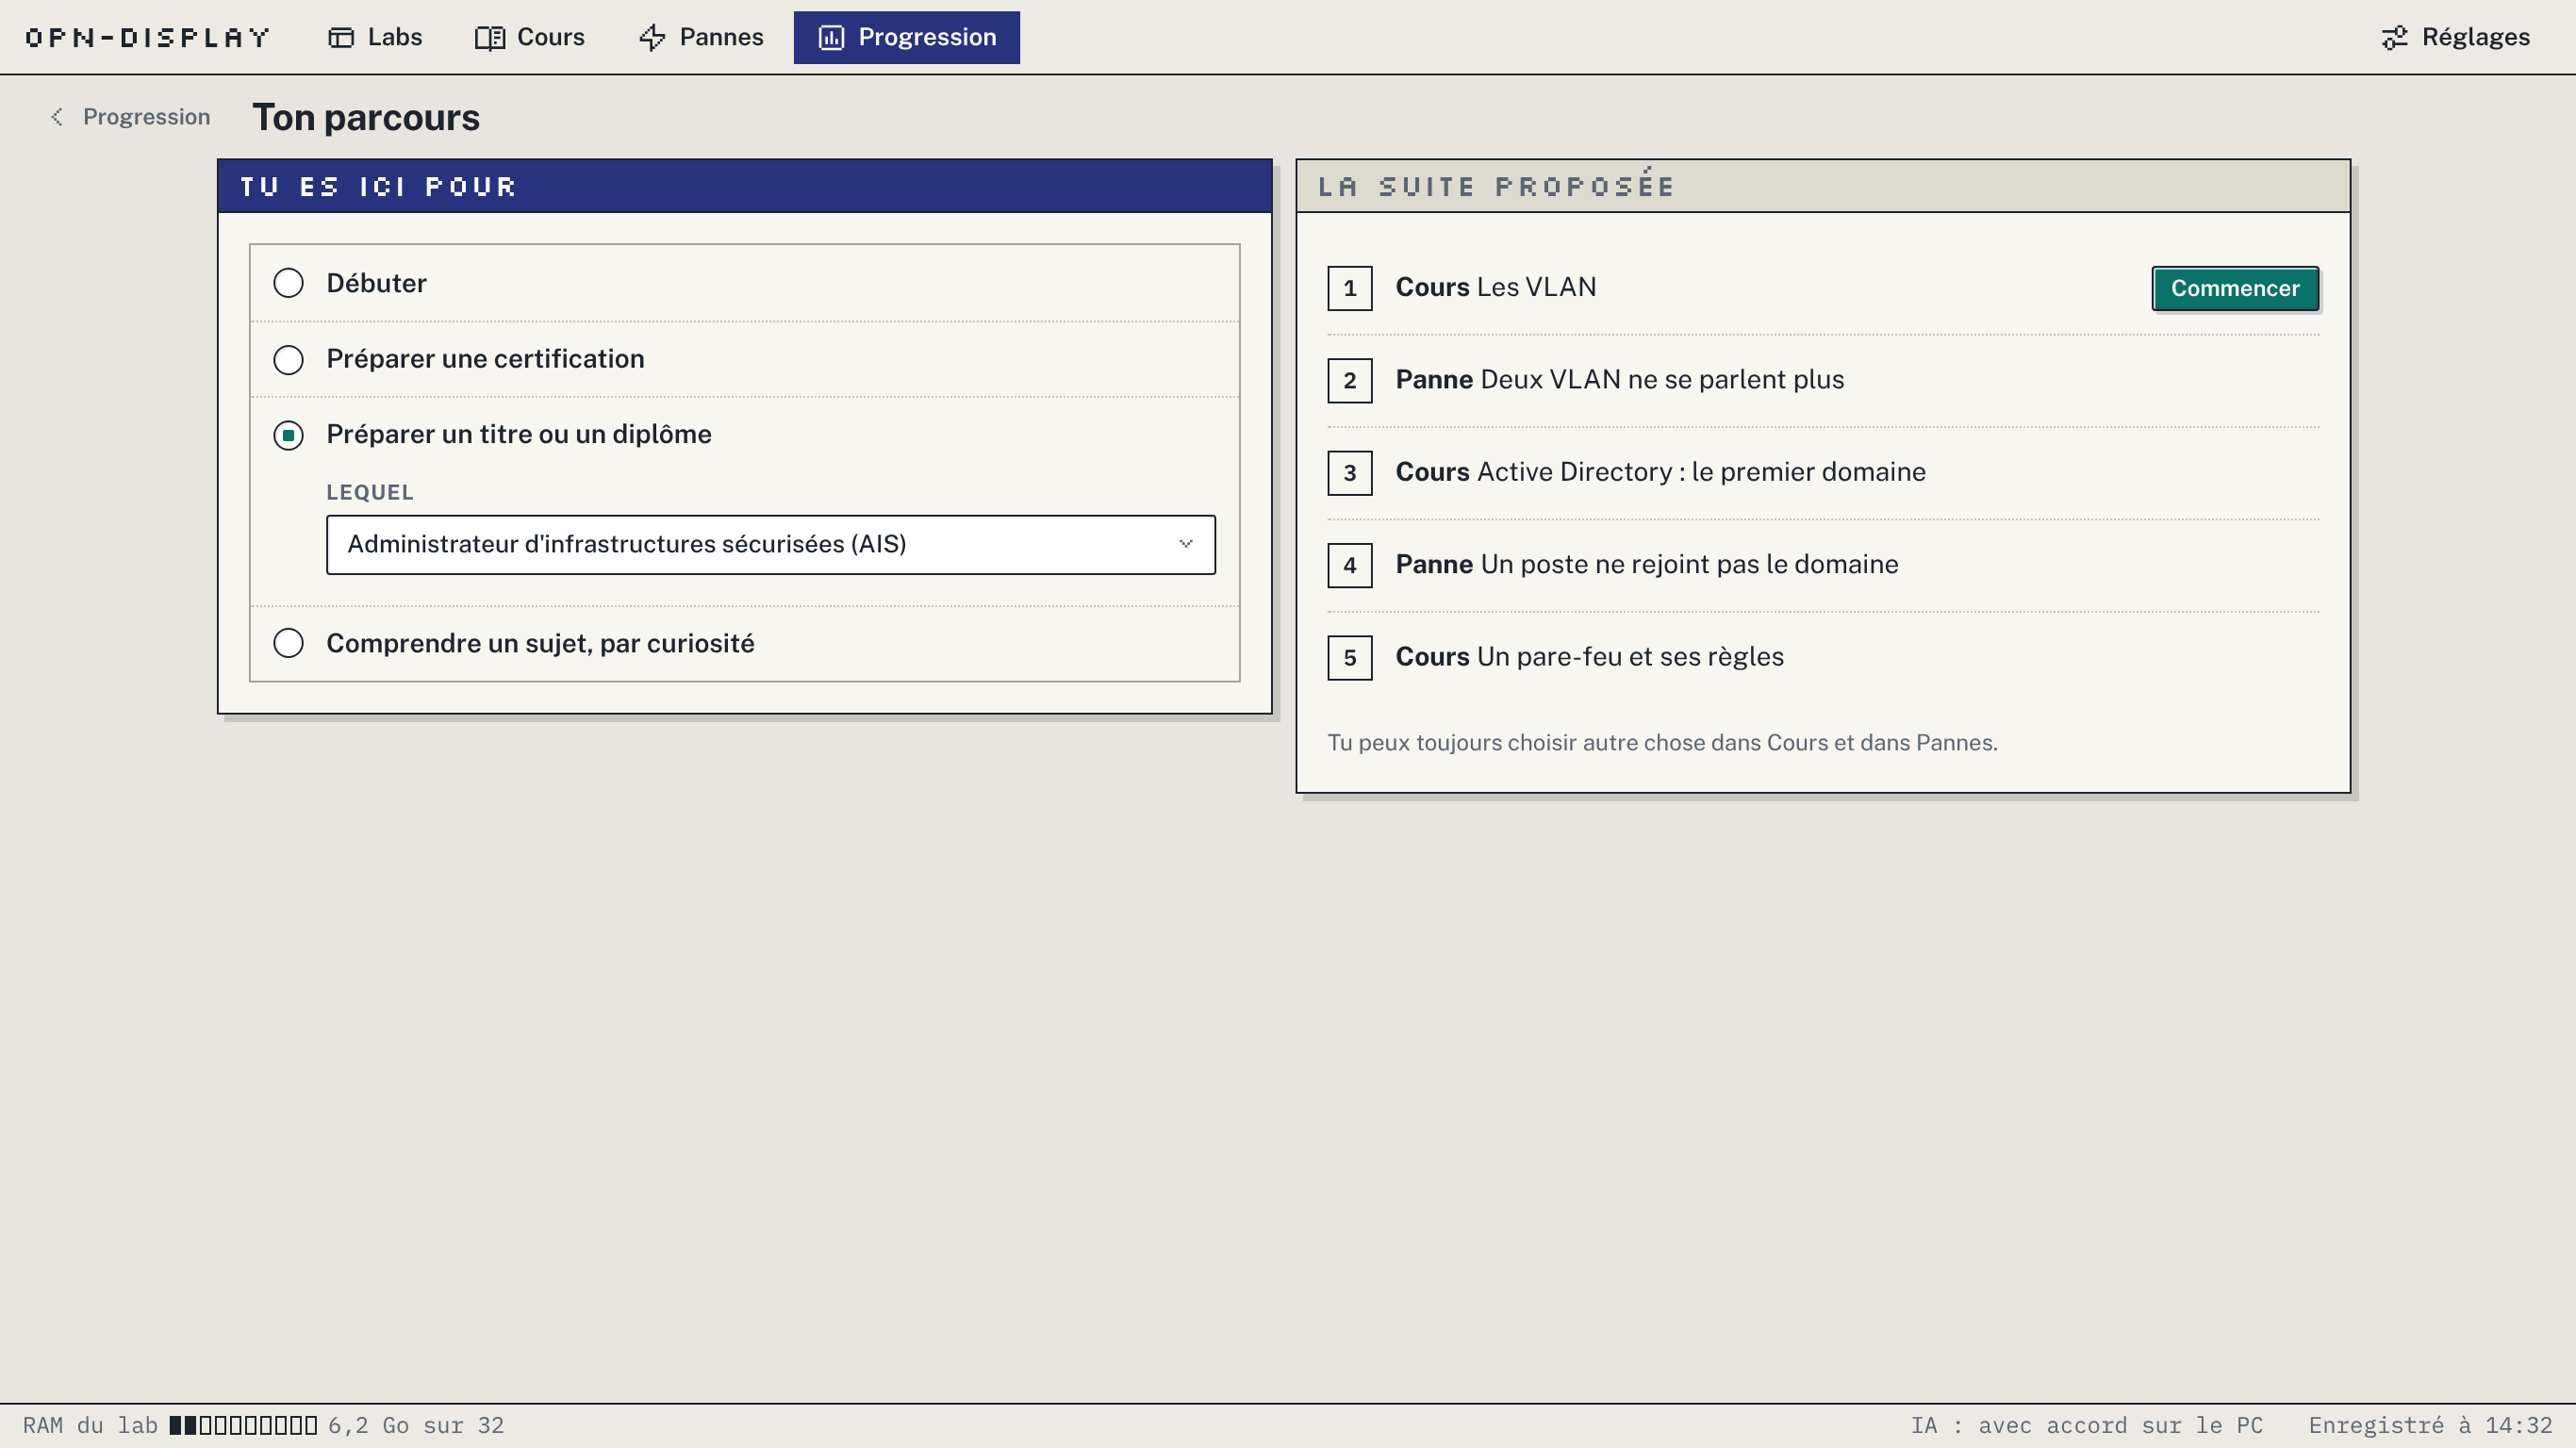 OPN-DISPLAY
Labs
Cours
Pannes
Progression
Réglages
Progression
Ton parcours
TU ES ICI POUR
Débuter
Préparer une certification
Préparer un titre ou un diplôme
LEQUEL
Administrateur d'infrastructures sécurisées (AIS)
Comprendre un sujet, par curiosité
LA SUITE PROPOSÉE
1 Cours Les VLAN
Commencer
2 Panne Deux VLAN ne se parlent plus
3 Cours Active Directory : le premier domaine
4 Panne Un poste ne rejoint pas le domaine
5 Cours Un pare-feu et ses règles
Tu peux toujours choisir autre chose dans Cours et dans Pannes.
RAM du lab 6,2 Go sur 32
IA : avec accord sur le PC
Enregistré à 14:32